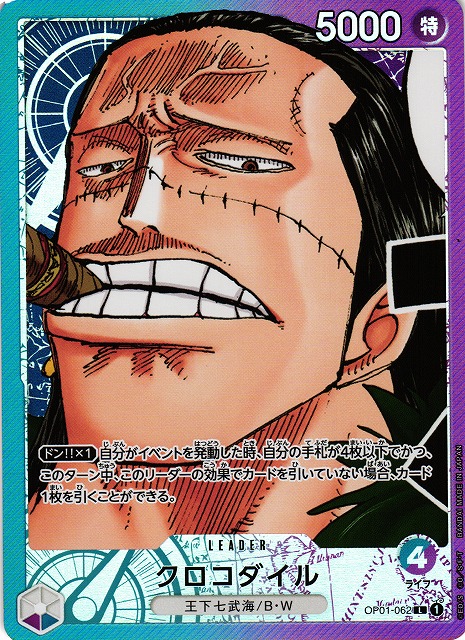 5000 特
ドン!!×1 自分がイベントを発動した時、自分の手札が4枚以下でかつ、
このターン中、このリーダーの効果でカードを引いていない場合、カード
1枚を引くことができる。
LEADER
クロコダイル
4
ライフ
王下七武海/B・W
OP01-062 L 1
BANDAI MADE IN JAPAN